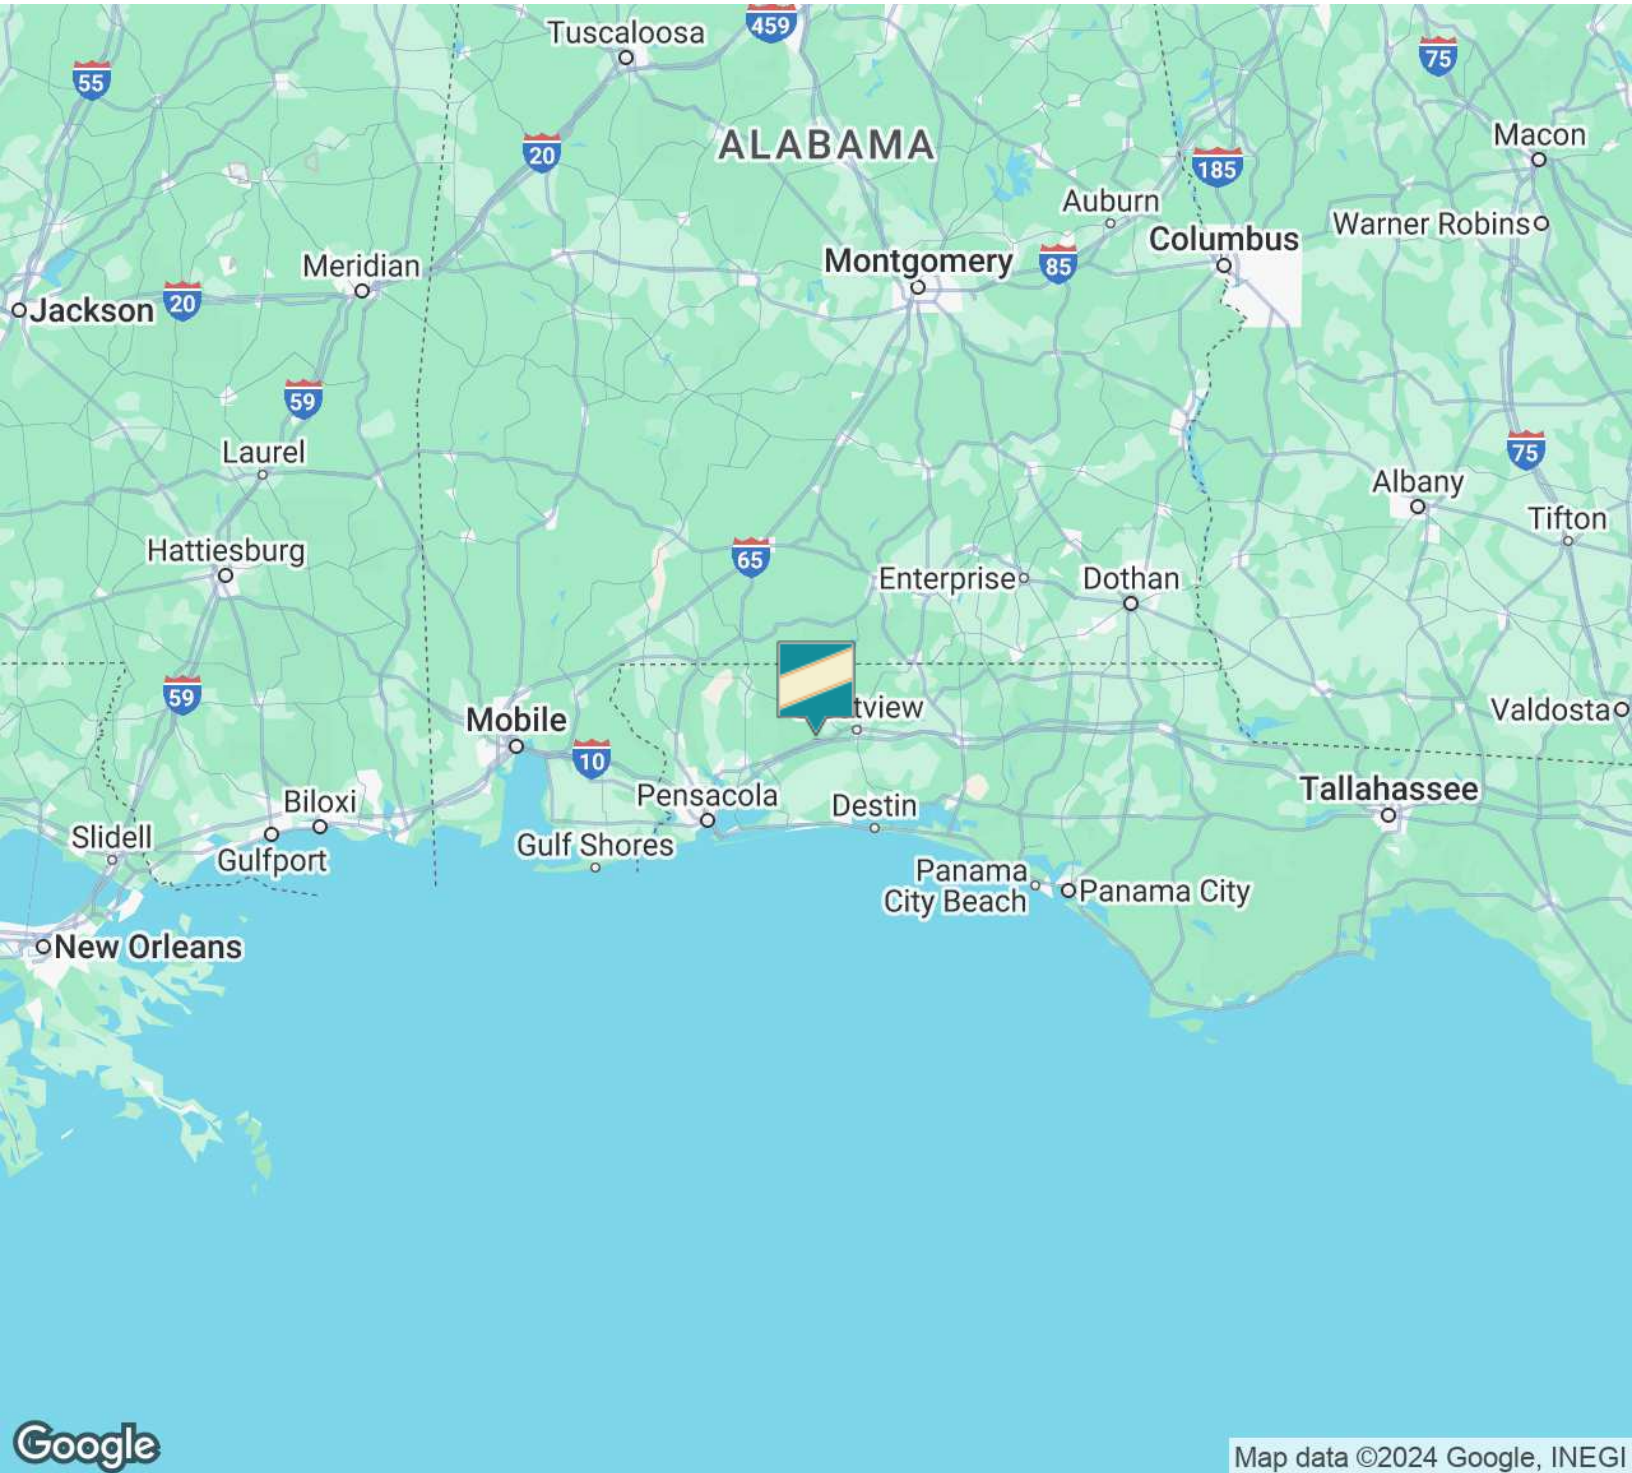 Tuscaloosa
459
55
75
ALABAMA
Macon
20
185
Auburn
Warner Robins
Columbus
Montgomery
85
Meridian
20
Jackson
59
Laurel
75
Albany
Tifton
Hattiesburg
65
Enterprise
Dothan
59
Mobile
tview
Valdosta
10
Pensacola
Destin
Tallahassee
Biloxi
Slidell
Gulfport
Gulf Shores
Panama
City Beach
Panama City
New Orleans
Google
Map data ©2024 Google, INEGI